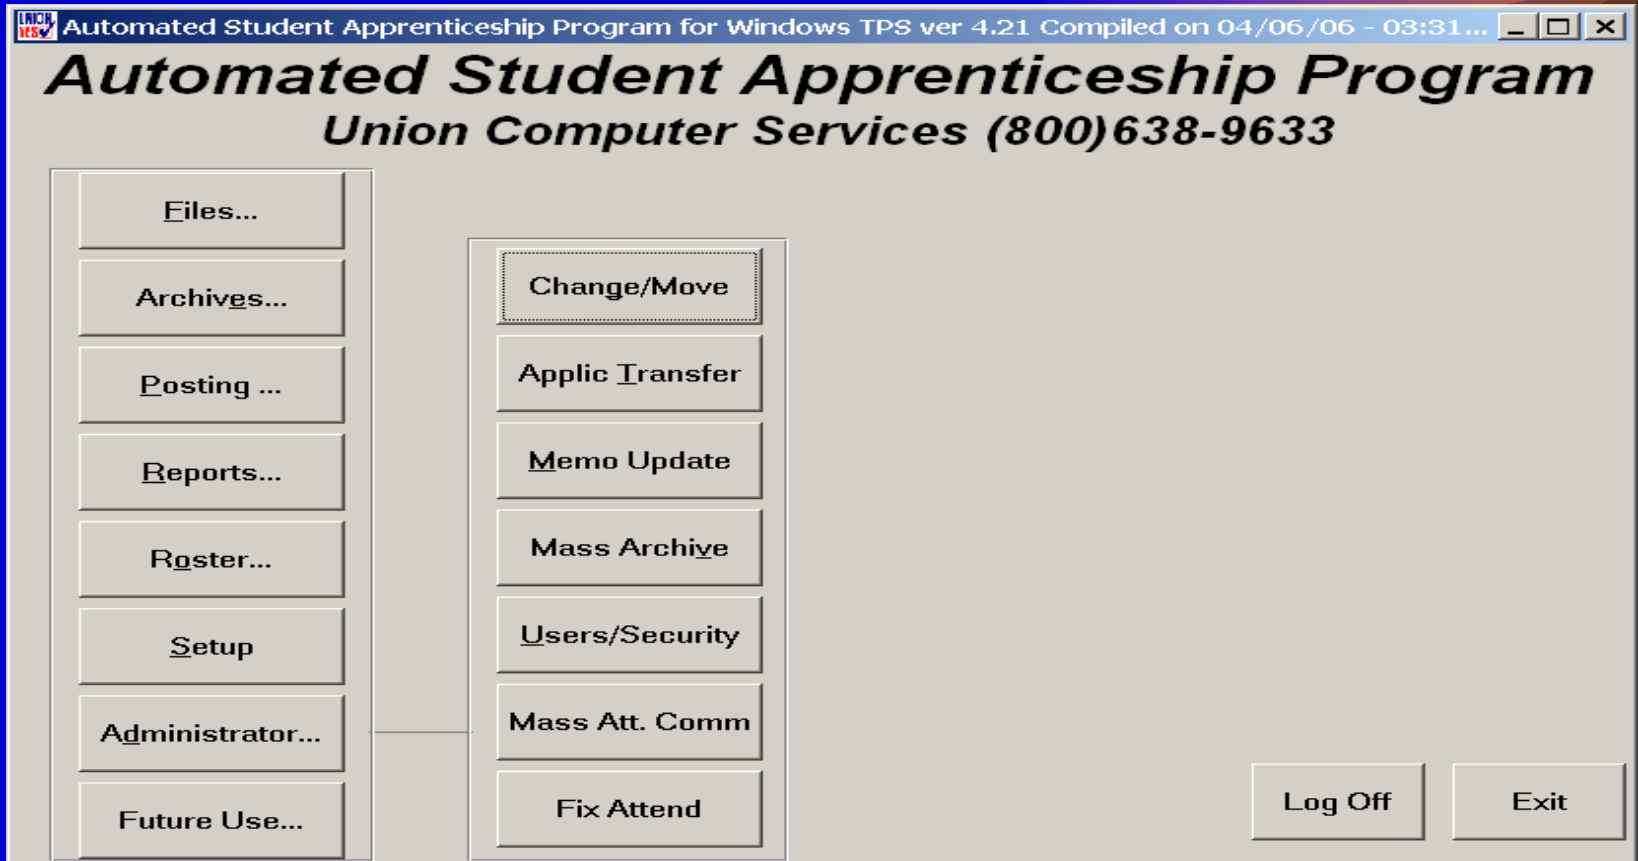 UNION YES
Automated Student Apprenticeship Program for Windows TPS ver 4.21 Compiled on 04/06/06 - 03:31...
Automated Student Apprenticeship Program
Union Computer Services (800)638-9633
Files...
Archives...
Posting ...
Reports...
Roster...
Setup
Administrator...
Future Use...
Change/Move
Applic Transfer
Memo Update
Mass Archive
Users/Security
Mass Att. Comm
Fix Attend
Log Off
Exit